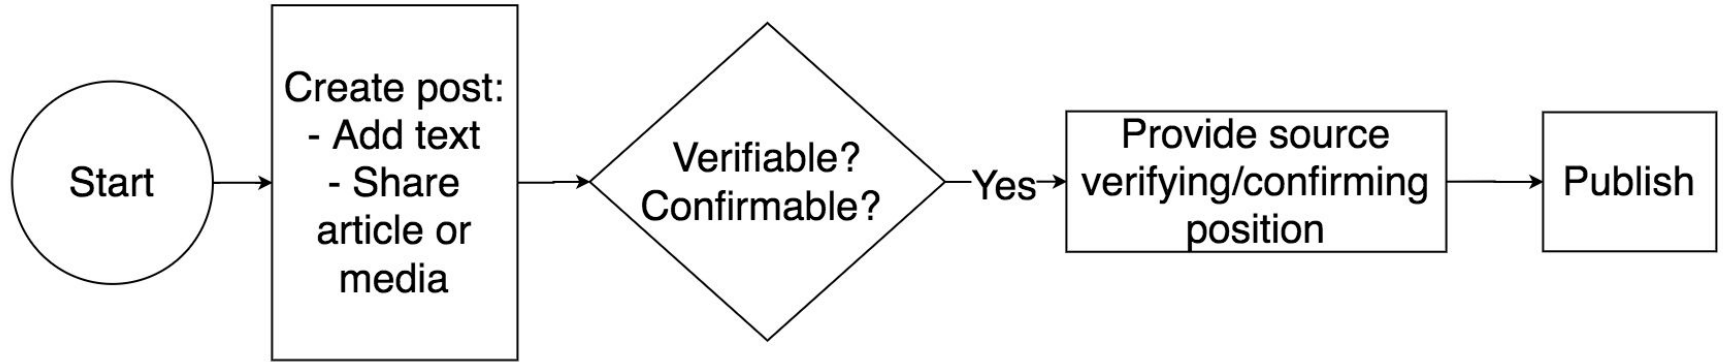 Start
Create post:
- Add text
- Share
article or
media
Verifiable?
Confirmable?
Yes
Provide source
verifying/confirming
position
Publish